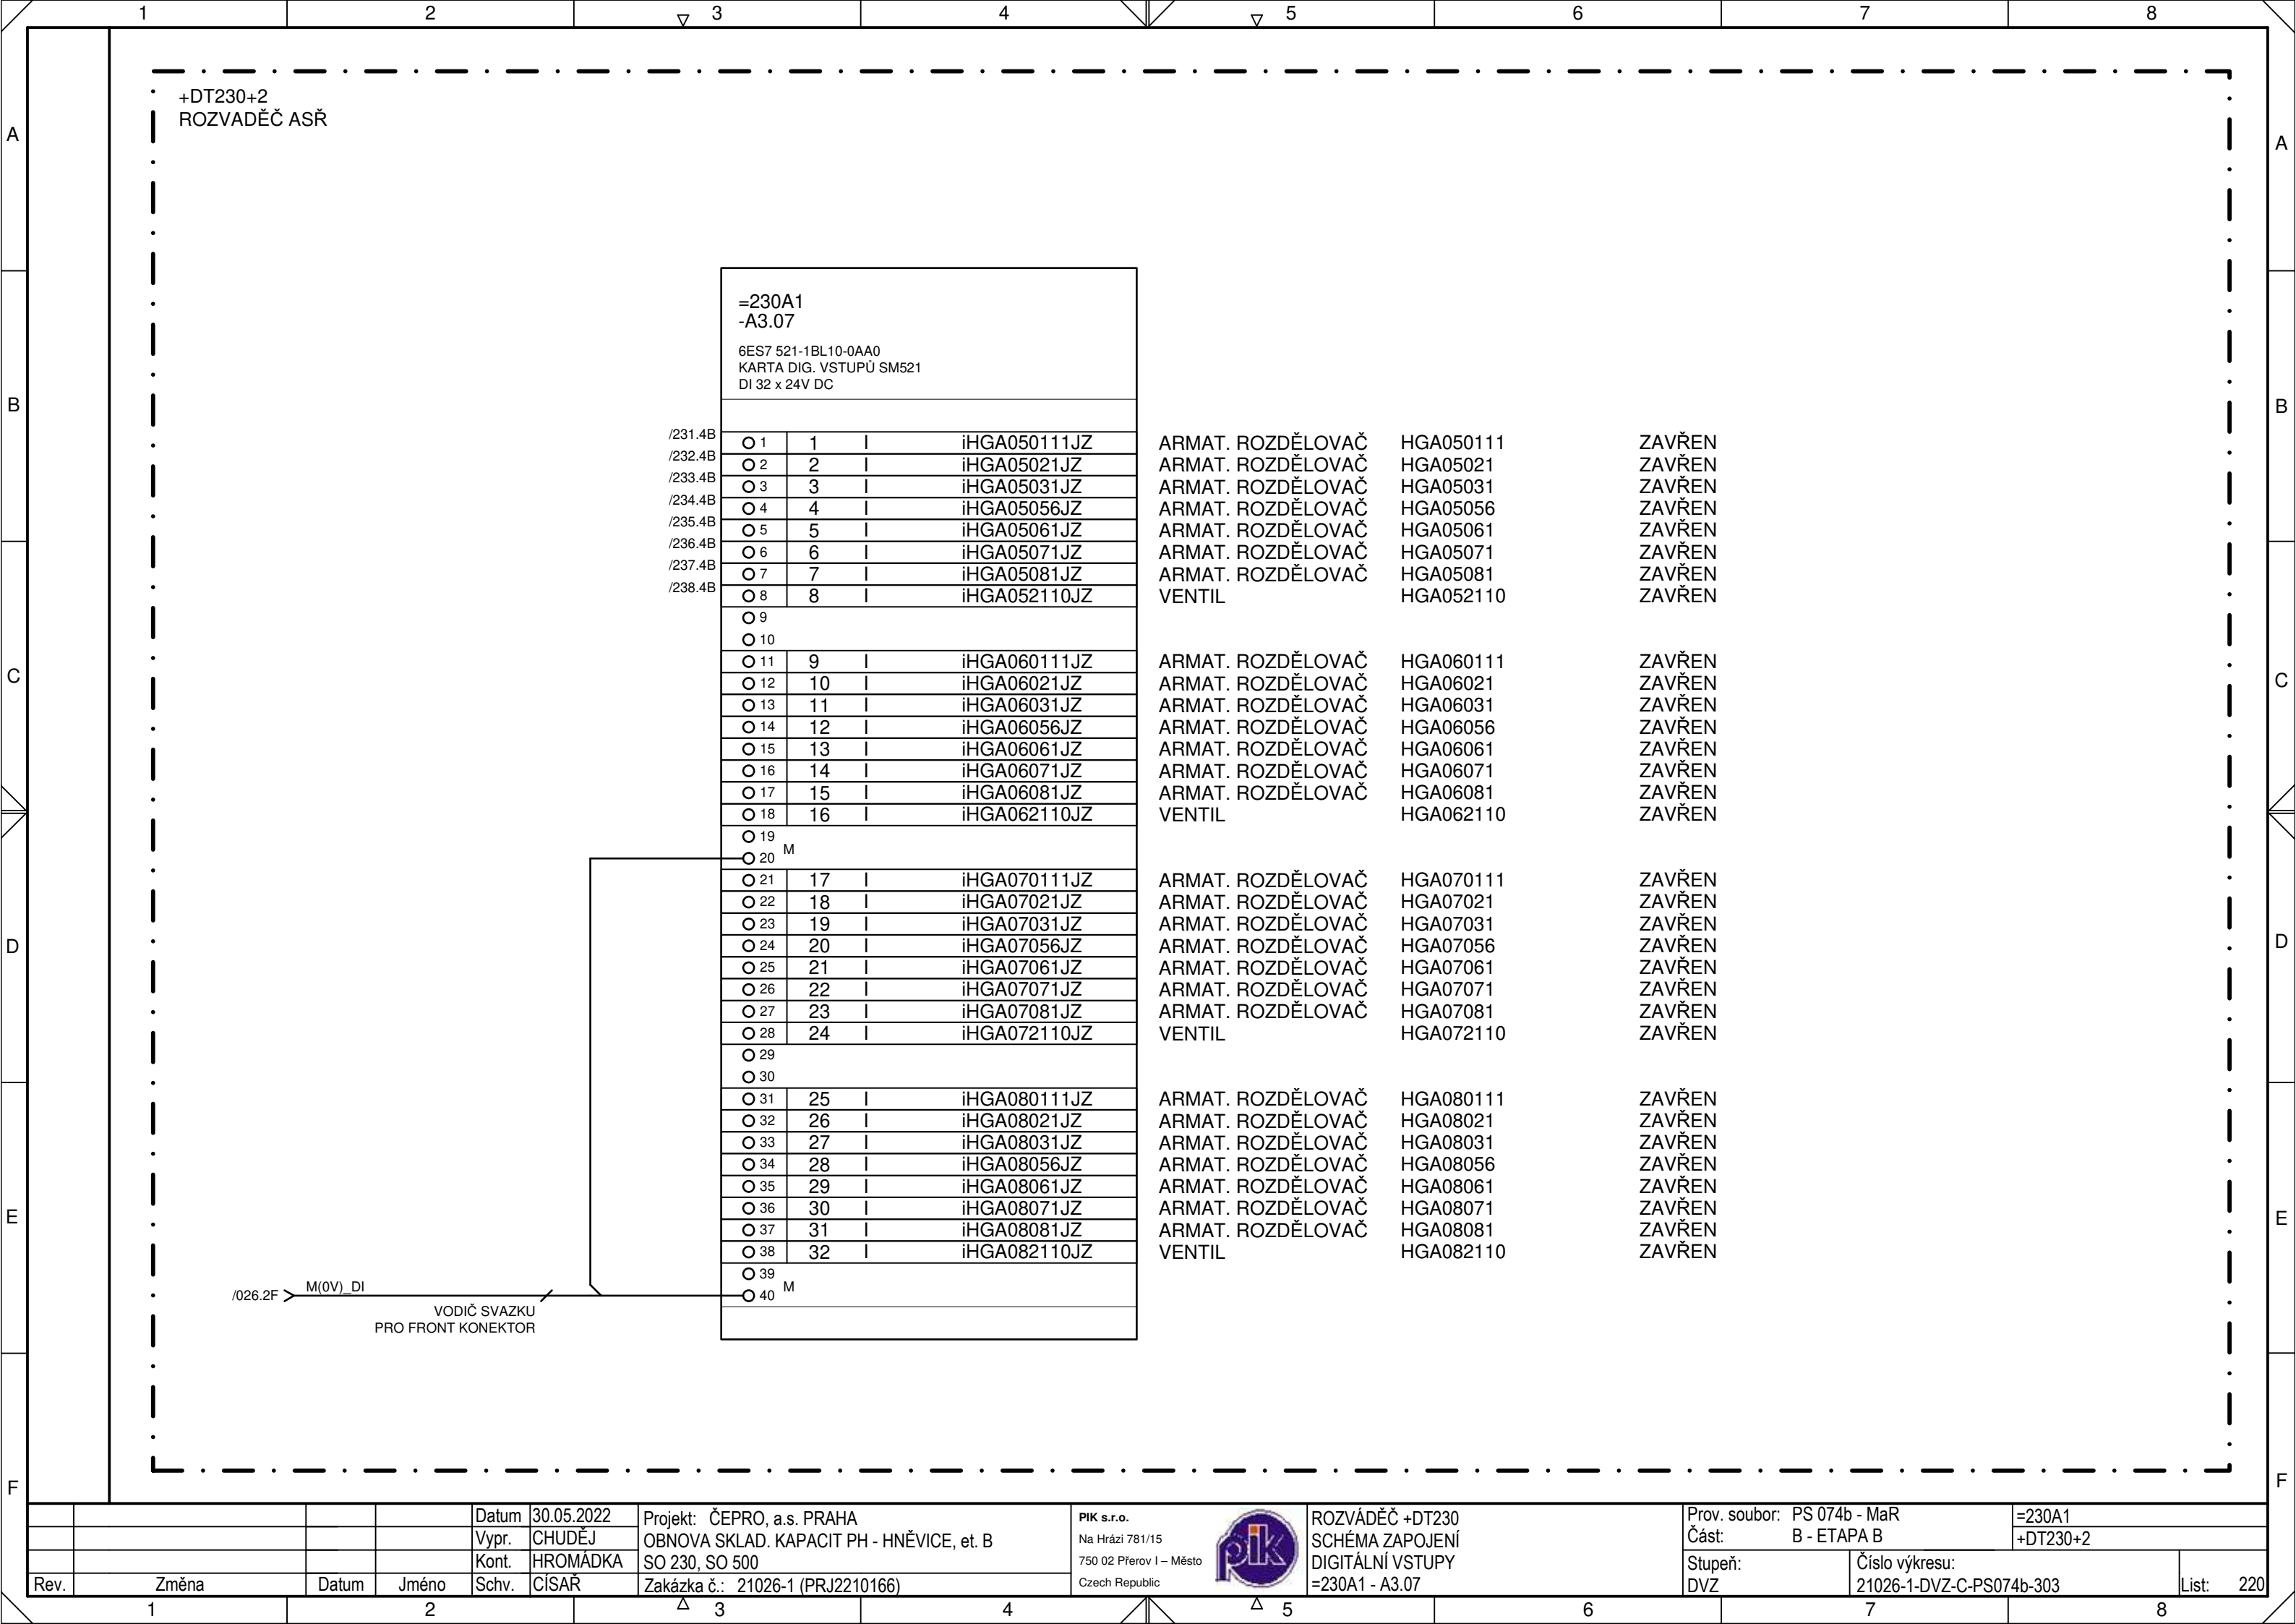 1 2 3 4 5 6 7 8
+DT230+2
ROZVADĚČ ASŘ
A A
B B
C C
D D
E E
F F
=230A1
-A3.07
6ES7 521-1BL10-0AA0
KARTA DIG. VSTUPŮ SM521
DI 32 x 24V DC
/231.4B 1 1 I iHGA050111JZ ARMAT. ROZDĚLOVAČ HGA050111 ZAVŘEN
/232.4B 2 2 I iHGA05021JZ ARMAT. ROZDĚLOVAČ HGA05021 ZAVŘEN
/233.4B 3 3 I iHGA05031JZ ARMAT. ROZDĚLOVAČ HGA05031 ZAVŘEN
/234.4B 4 4 I iHGA05056JZ ARMAT. ROZDĚLOVAČ HGA05056 ZAVŘEN
/235.4B 5 5 I iHGA05061JZ ARMAT. ROZDĚLOVAČ HGA05061 ZAVŘEN
/236.4B 6 6 I iHGA05071JZ ARMAT. ROZDĚLOVAČ HGA05071 ZAVŘEN
/237.4B 7 7 I iHGA05081JZ ARMAT. ROZDĚLOVAČ HGA05081 ZAVŘEN
/238.4B 8 8 I iHGA052110JZ VENTIL HGA052110 ZAVŘEN
9
10
11 9 I iHGA060111JZ ARMAT. ROZDĚLOVAČ HGA060111 ZAVŘEN
12 10 I iHGA06021JZ ARMAT. ROZDĚLOVAČ HGA06021 ZAVŘEN
13 11 I iHGA06031JZ ARMAT. ROZDĚLOVAČ HGA06031 ZAVŘEN
14 12 I iHGA06056JZ ARMAT. ROZDĚLOVAČ HGA06056 ZAVŘEN
15 13 I iHGA06061JZ ARMAT. ROZDĚLOVAČ HGA06061 ZAVŘEN
16 14 I iHGA06071JZ ARMAT. ROZDĚLOVAČ HGA06071 ZAVŘEN
17 15 I iHGA06081JZ ARMAT. ROZDĚLOVAČ HGA06081 ZAVŘEN
18 16 I iHGA062110JZ VENTIL HGA062110 ZAVŘEN
19
M
20
21 17 I iHGA070111JZ ARMAT. ROZDĚLOVAČ HGA070111 ZAVŘEN
22 18 I iHGA07021JZ ARMAT. ROZDĚLOVAČ HGA07021 ZAVŘEN
23 19 I iHGA07031JZ ARMAT. ROZDĚLOVAČ HGA07031 ZAVŘEN
24 20 I iHGA07056JZ ARMAT. ROZDĚLOVAČ HGA07056 ZAVŘEN
25 21 I iHGA07061JZ ARMAT. ROZDĚLOVAČ HGA07061 ZAVŘEN
26 22 I iHGA07071JZ ARMAT. ROZDĚLOVAČ HGA07071 ZAVŘEN
27 23 I iHGA07081JZ ARMAT. ROZDĚLOVAČ HGA07081 ZAVŘEN
28 24 I iHGA072110JZ VENTIL HGA072110 ZAVŘEN
29
30
31 25 I iHGA080111JZ ARMAT. ROZDĚLOVAČ HGA080111 ZAVŘEN
32 26 I iHGA08021JZ ARMAT. ROZDĚLOVAČ HGA08021 ZAVŘEN
33 27 I iHGA08031JZ ARMAT. ROZDĚLOVAČ HGA08031 ZAVŘEN
34 28 I iHGA08056JZ ARMAT. ROZDĚLOVAČ HGA08056 ZAVŘEN
35 29 I iHGA08061JZ ARMAT. ROZDĚLOVAČ HGA08061 ZAVŘEN
36 30 I iHGA08071JZ ARMAT. ROZDĚLOVAČ HGA08071 ZAVŘEN
37 31 I iHGA08081JZ ARMAT. ROZDĚLOVAČ HGA08081 ZAVŘEN
38 32 I iHGA082110JZ VENTIL HGA082110 ZAVŘEN
39
M
40
/026.2F M(0V)_DI
VODIČ SVAZKU
PRO FRONT KONEKTOR
Rev. Změna Datum Jméno
Datum 30.05.2022
Vypr. CHUDĚJ
Kont. HROMÁDKA
Schv. CÍSAŘ
Projekt: ČEPRO, a.s. PRAHA
OBNOVA SKLAD. KAPACIT PH - HNĚVICE, et. B
SO 230, SO 500
Zakázka č.: 21026-1 (PRJ2210166)
PIK s.r.o.
Na Hrázi 781/15
750 02 Přerov I – Město
Czech Republic
pik
ROZVÁDĚČ +DT230
SCHÉMA ZAPOJENÍ
DIGITÁLNÍ VSTUPY
=230A1 - A3.07
Prov. soubor: PS 074b - MaR
Část: B - ETAPA B
=230A1
+DT230+2
Stupeň:
DVZ
Číslo výkresu:
21026-1-DVZ-C-PS074b-303
List: 220
1 2 3 4 5 6 7 8